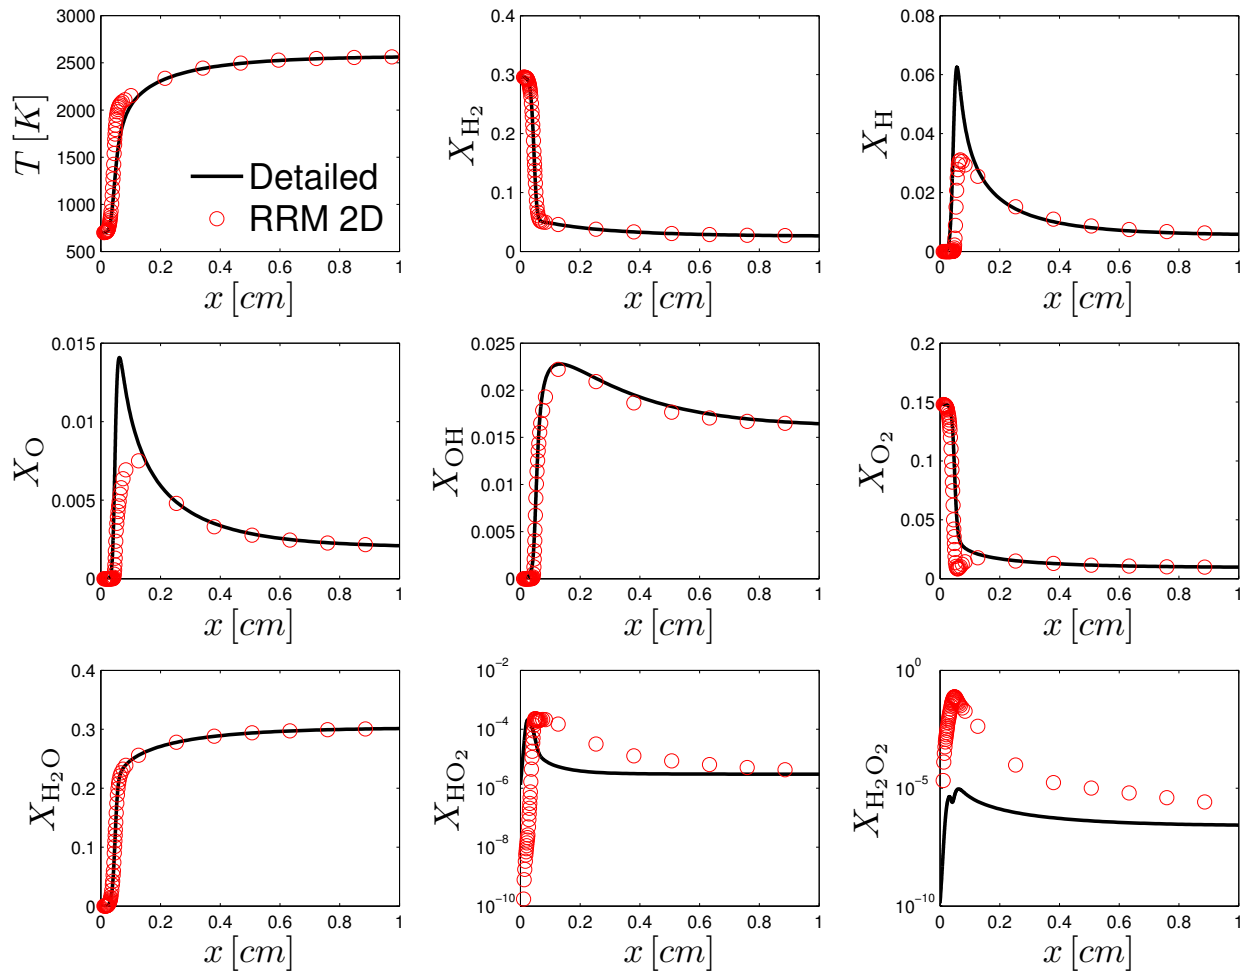 3000
2500
2000
1500
1000
500
T [K]
Detailed
RRM 2D
0 0.2 0.4 0.6 0.8 1
x [cm]
0.4
0.3
0.2
0.1
0
X_H2
0 0.2 0.4 0.6 0.8 1
x [cm]
0.08
0.06
0.04
0.02
0
X_H
0 0.2 0.4 0.6 0.8 1
x [cm]
0.015
0.01
0.005
0
X_O
0 0.2 0.4 0.6 0.8 1
x [cm]
0.025
0.02
0.015
0.01
0.005
0
X_OH
0 0.2 0.4 0.6 0.8 1
x [cm]
0.2
0.15
0.1
0.05
0
X_O2
0 0.2 0.4 0.6 0.8 1
x [cm]
0.4
0.3
0.2
0.1
0
X_H2O
0 0.2 0.4 0.6 0.8 1
x [cm]
10^-2
10^-4
10^-6
10^-8
10^-10
X_HO2
0 0.2 0.4 0.6 0.8 1
x [cm]
10^0
10^-5
10^-10
X_H2O2
0 0.2 0.4 0.6 0.8 1
x [cm]